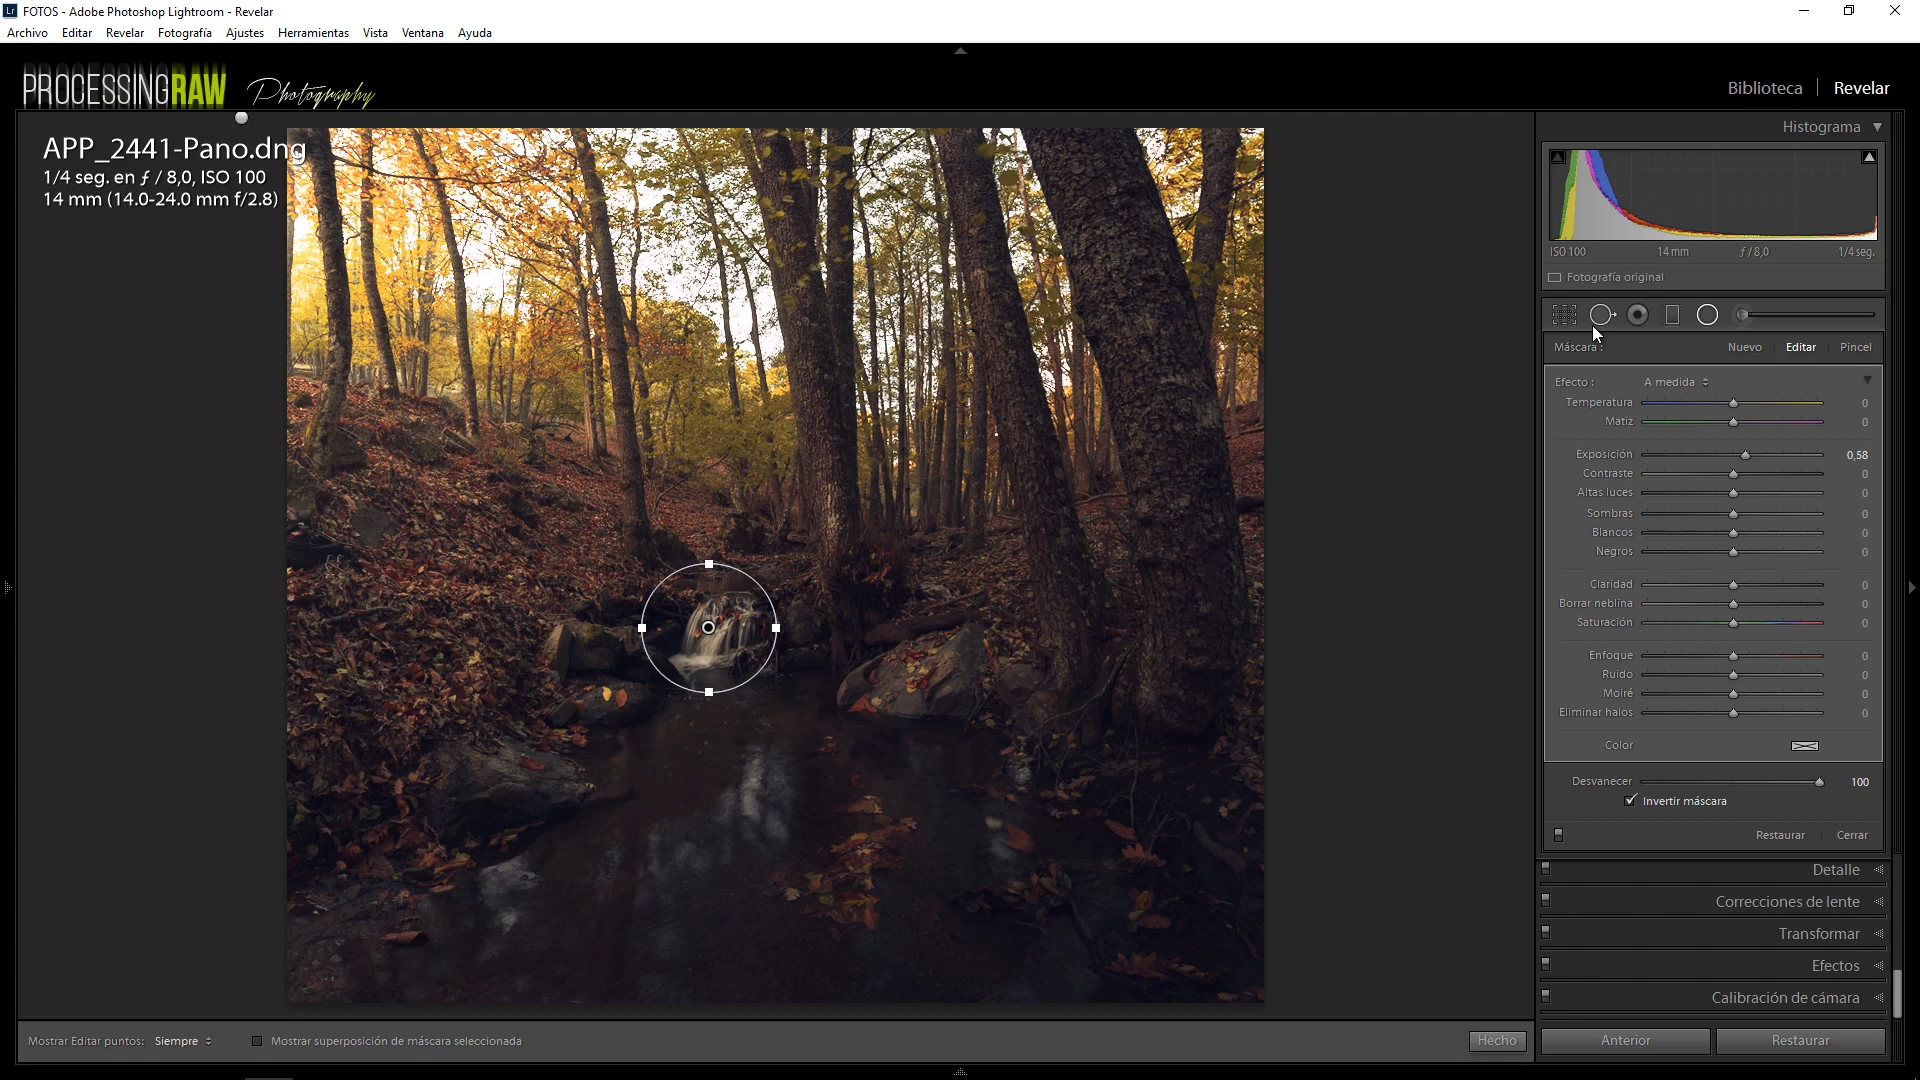 Lr FOTOS - Adobe Photoshop Lightroom - Revelar
Archivo Editar Revelar Fotografía Ajustes Herramientas Vista Ventana Ayuda
PROCESSINGRAW Photography
Biblioteca Revelar
APP_2441-Pano.dng
1/4 seg. en ƒ / 8,0, ISO 100
14 mm (14.0-24.0 mm f/2.8)
Histograma
ISO 100 14 mm ƒ / 8,0 1/4 seg.
Fotografía original
Máscara : Nuevo Editar Pincel
Efecto : A medida
Temperatura 0
Matiz 0
Exposición 0,58
Contraste 0
Altas luces 0
Sombras 0
Blancos 0
Negros 0
Claridad 0
Borrar neblina 0
Saturación 0
Enfoque 0
Ruido 0
Moiré 0
Eliminar halos 0
Color
Desvanecer 100
Invertir máscara
Restaurar Cerrar
Detalle
Correcciones de lente
Transformar
Efectos
Calibración de cámara
Mostrar Editar puntos: Siempre Mostrar superposición de máscara seleccionada Hecho Anterior Restaurar